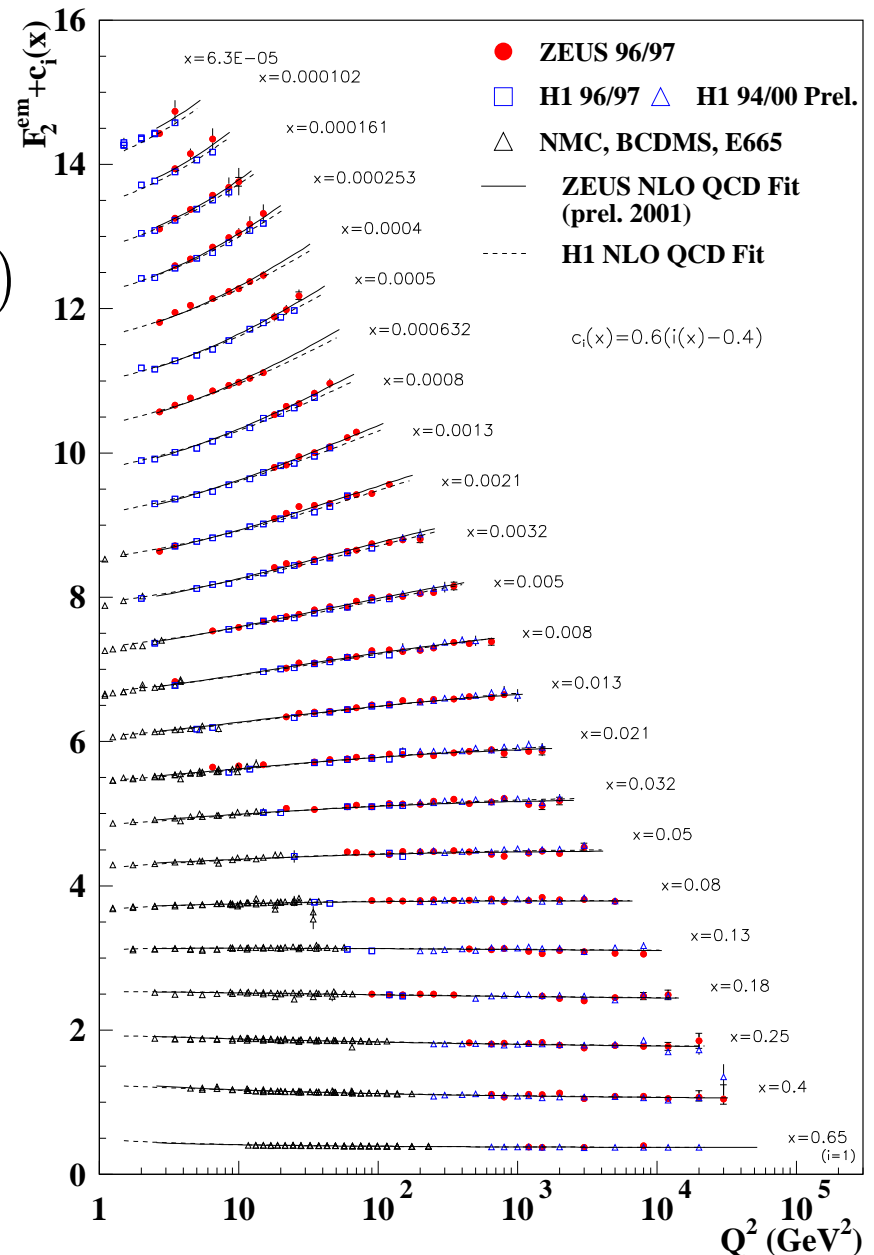 F₂ᵉᵐ+cᵢ(x)
16
14
12
10
8
6
4
2
0
)
ZEUS 96/97
H1 96/97 H1 94/00 Prel.
NMC, BCDMS, E665
ZEUS NLO QCD Fit
(prel. 2001)
H1 NLO QCD Fit
cᵢ(x)=0.6(i(x)−0.4)
x=6.3E−05
x=0.000102
x=0.000161
x=0.000253
x=0.0004
x=0.0005
x=0.000632
x=0.0008
x=0.0013
x=0.0021
x=0.0032
x=0.005
x=0.008
x=0.013
x=0.021
x=0.032
x=0.05
x=0.08
x=0.13
x=0.18
x=0.25
x=0.4
x=0.65
(i=1)
1 10 10² 10³ 10⁴ 10⁵
Q² (GeV²)